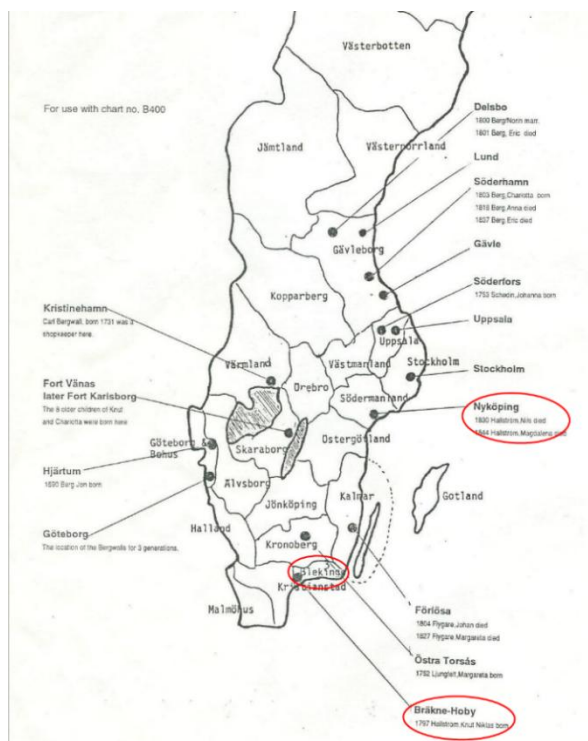 Västerbotten
For use with chart no. B400
Jämtland
Västernorrland
Delsbo
1800 Berg/Norin marr.
1801 Berg, Eric died
Lund
Söderhamn
1803 Berg,Charlotta born
1818 Berg,Anna died
1837 Berg,Eric died
Gävleborg
Gävle
Kopparberg
Söderfors
1753 Schedin,Johanna born
Kristinehamn
Carl Bergwall, born 1731 was a
shopkeeper here.
Uppsala
Uppsala
Värmland
Västmanland
Stockholm
Stockholm
Örebro
Fort Vänas
later Fort Karlsborg
The 8 older children of Knut
and Charlotta were born here
Södermanland
Nyköping
1830 Hallström,Nils died
1844 Hallström,Magdalena died
Göteborg &
Bohus
Skaraborg
Östergötland
Hjärtum
1690 Berg Jon born
Älvsborg
Jönköping
Kalmar
Gotland
Göteborg
The location of the Bergwalls for 3 generations.
Halland
Kronoberg
Blekinge
Kristianstad
Malmöhus
Förlösa
1804 Flygare,Johan died
1827 Flygare,Margareta died
Östra Torsås
1752 Ljungfelt,Margareta born
Bräkne-Hoby
1797 Hallström,Knut Niklas born